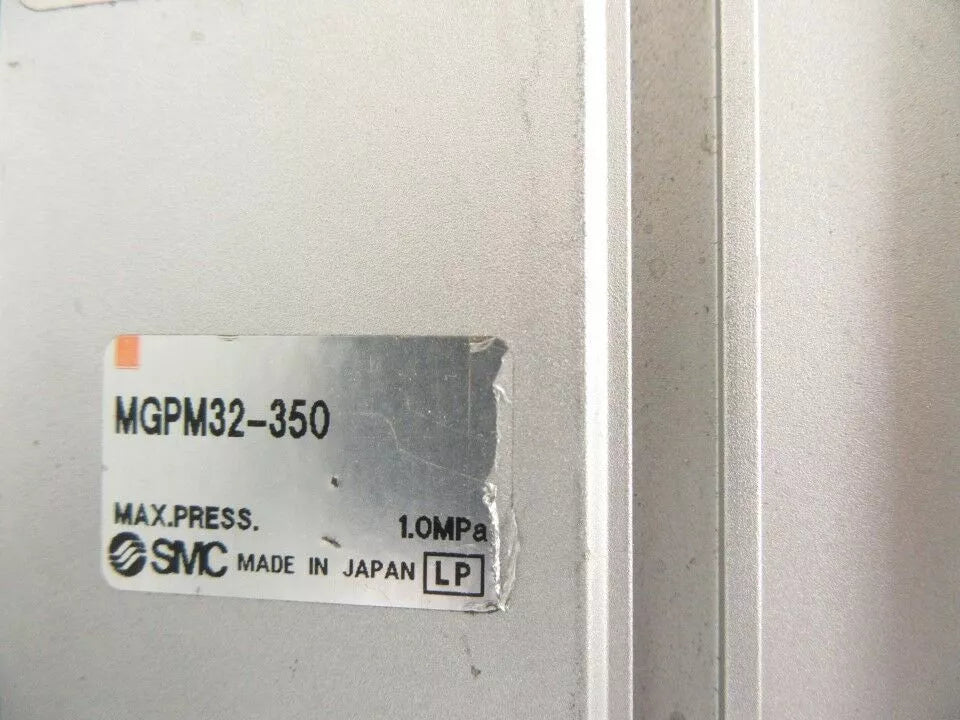 MGPM32-350
MAX.PRESS. 1.0MPa
SMC MADE IN JAPAN LP